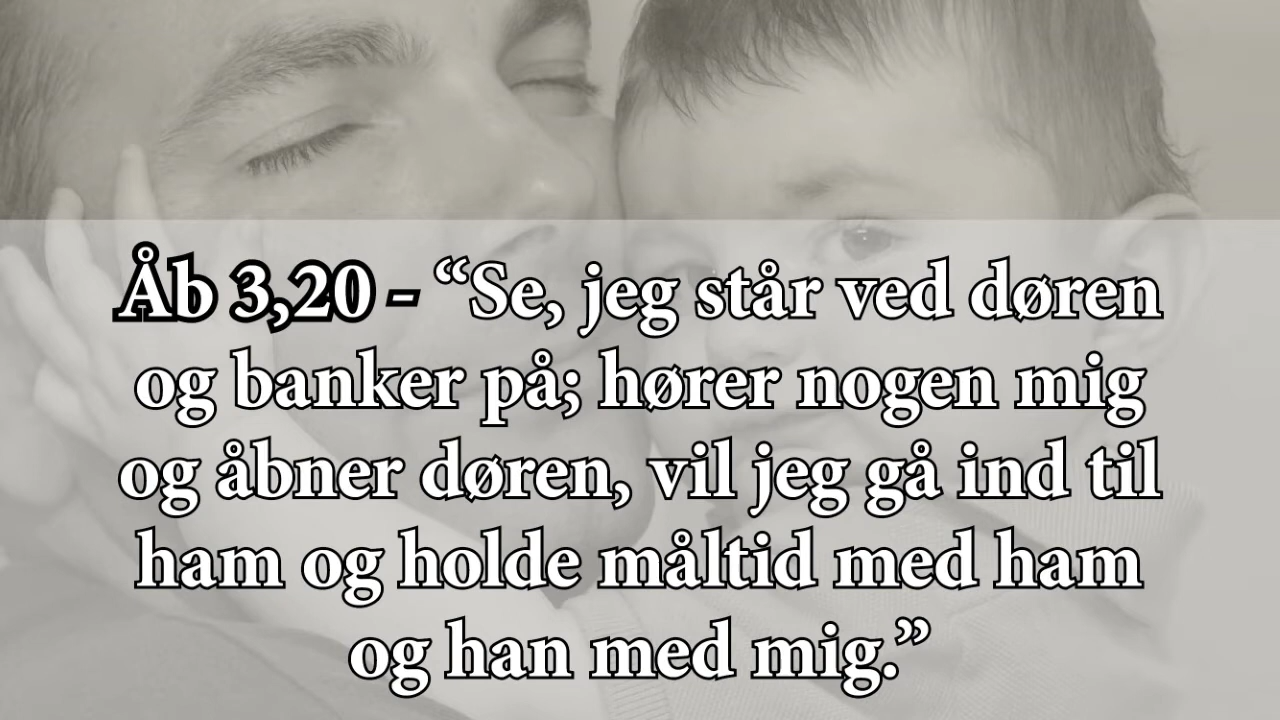 Åb 3,20 - “Se, jeg står ved døren
og banker på; hører nogen mig
og åbner døren, vil jeg gå ind til
ham og holde måltid med ham
og han med mig.”